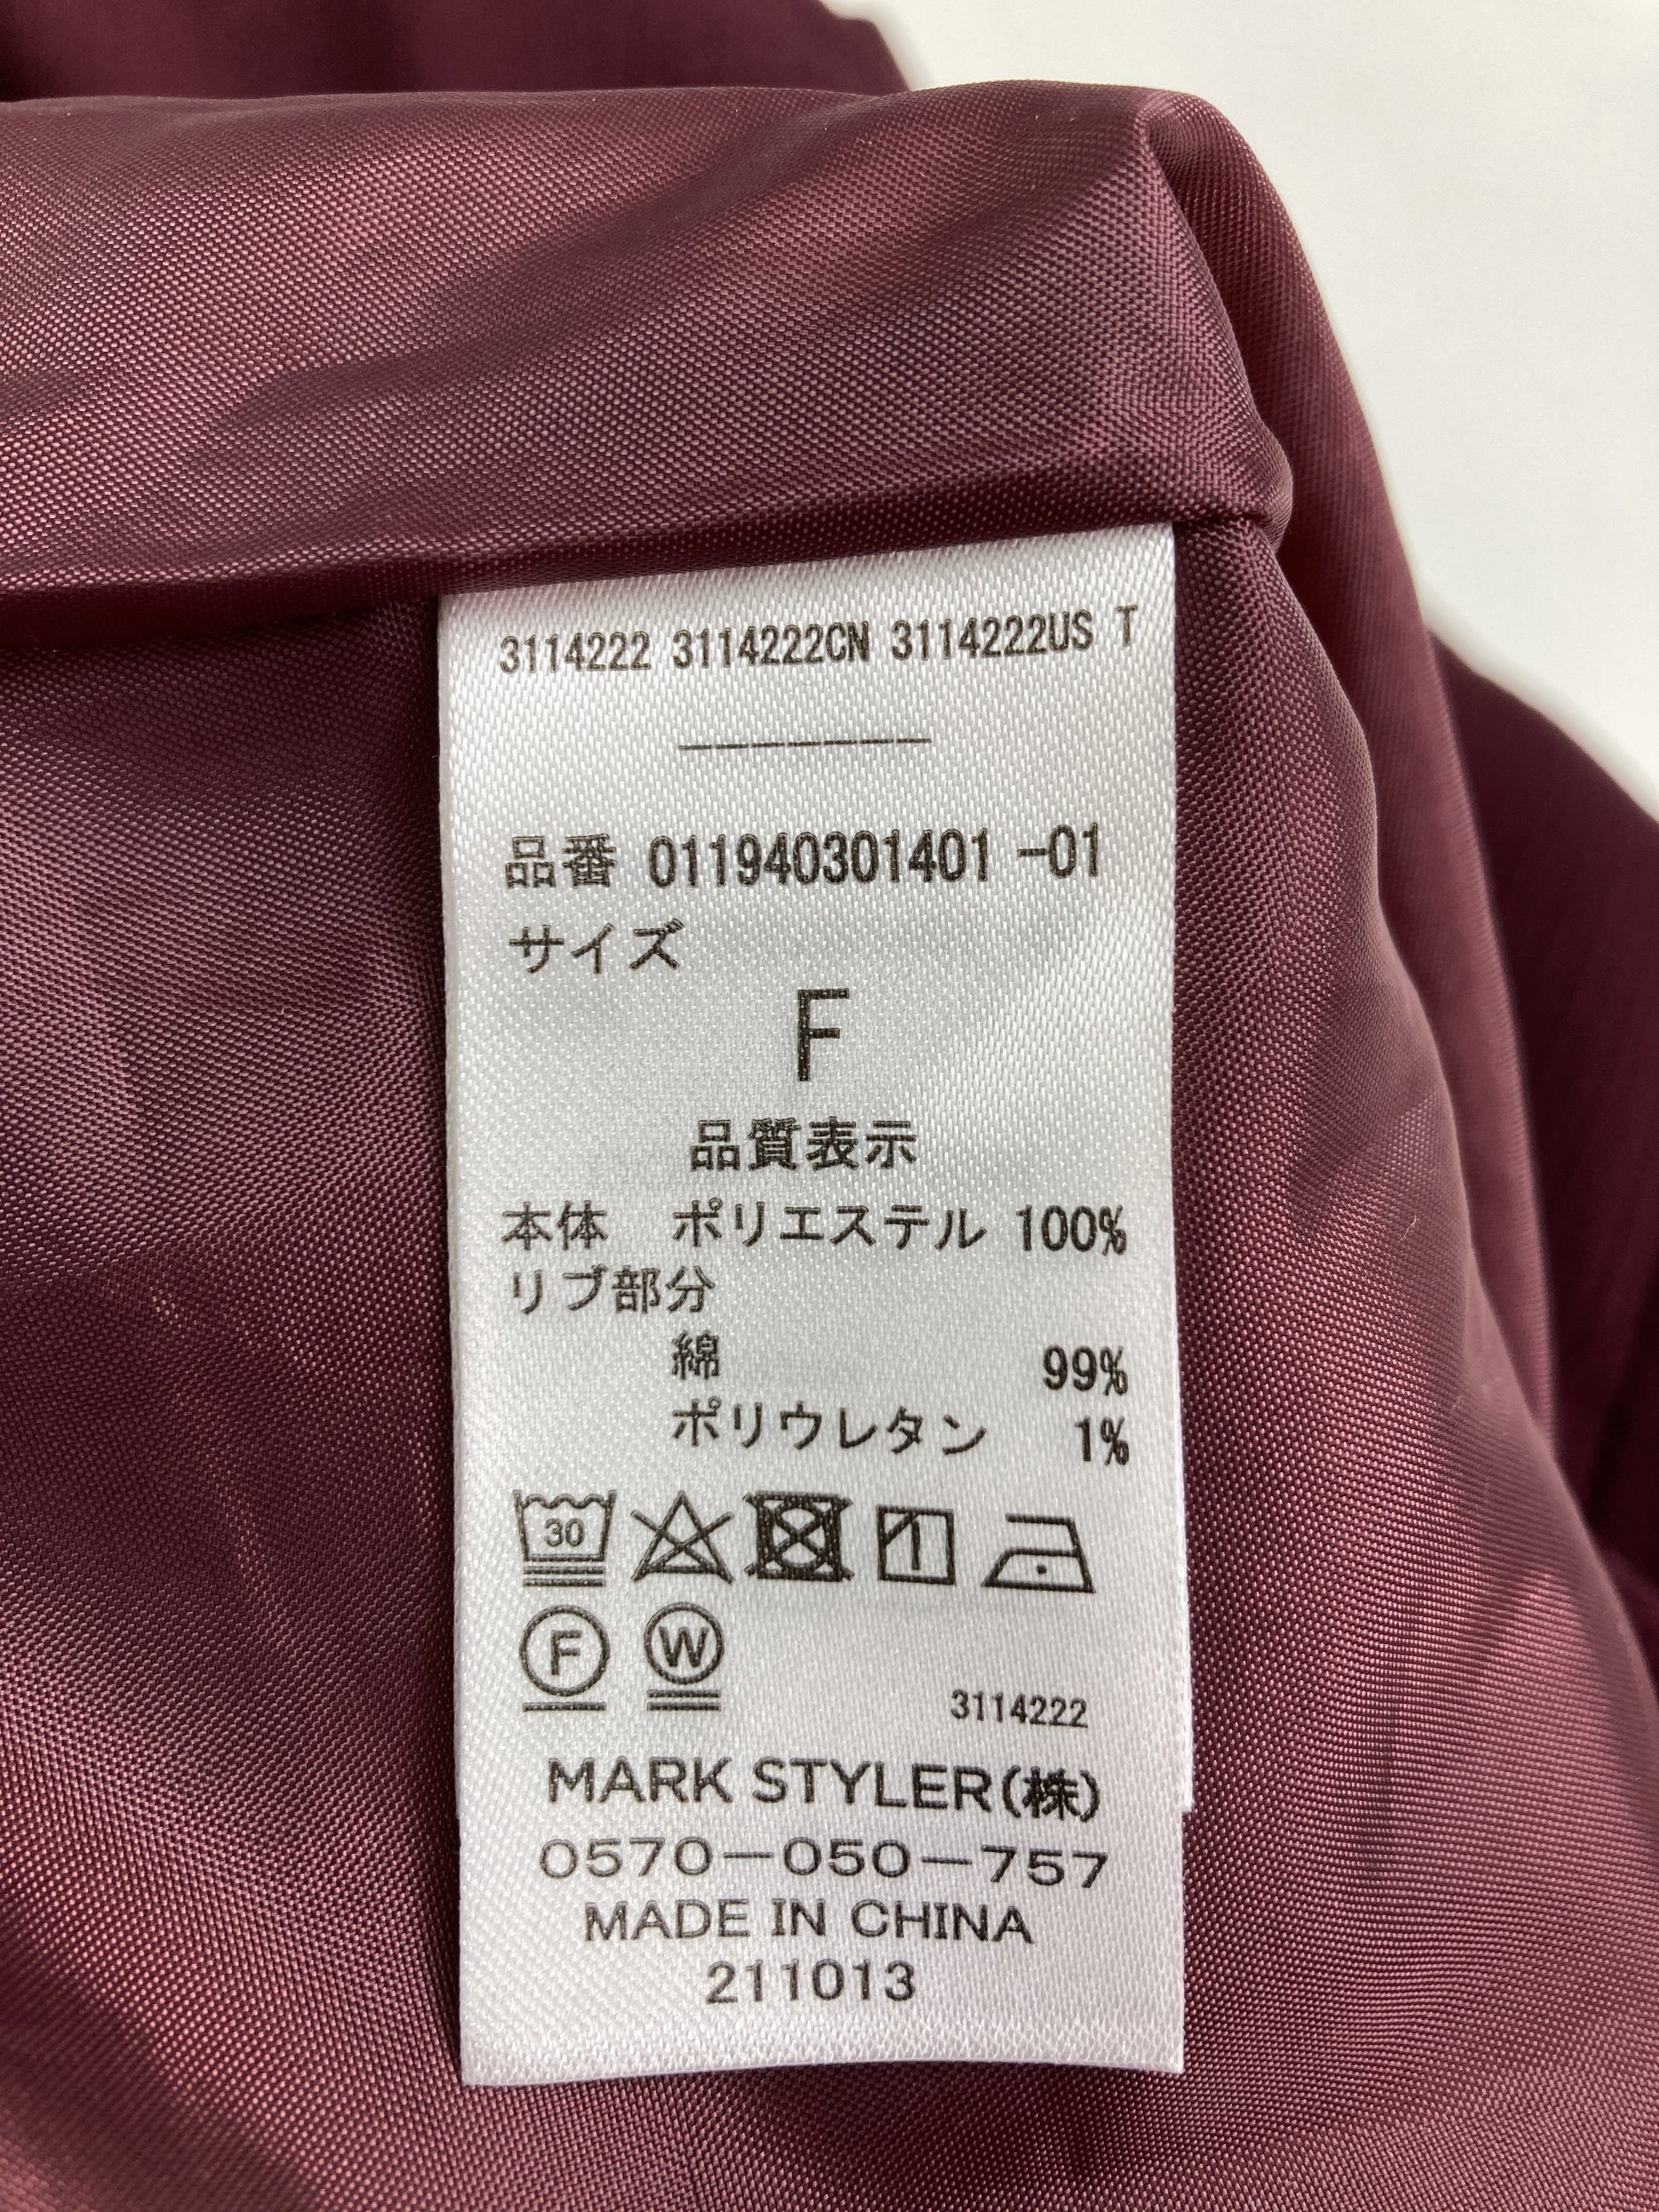 3114222 3114222CN 3114222US T
-------
品番 011940301401 -01
サイズ
F
品質表示
本体 ポリエステル 100%
リブ部分
綿 99%
ポリウレタン 1%
30
F W
3114222
MARK STYLER(株)
0570-050-757
MADE IN CHINA
211013